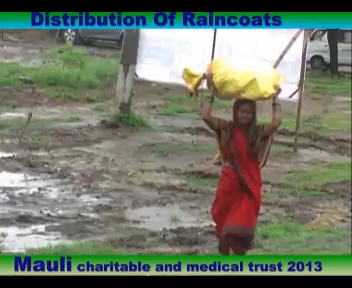 Distribution Of Raincoats
Mauli charitable and medical trust 2013